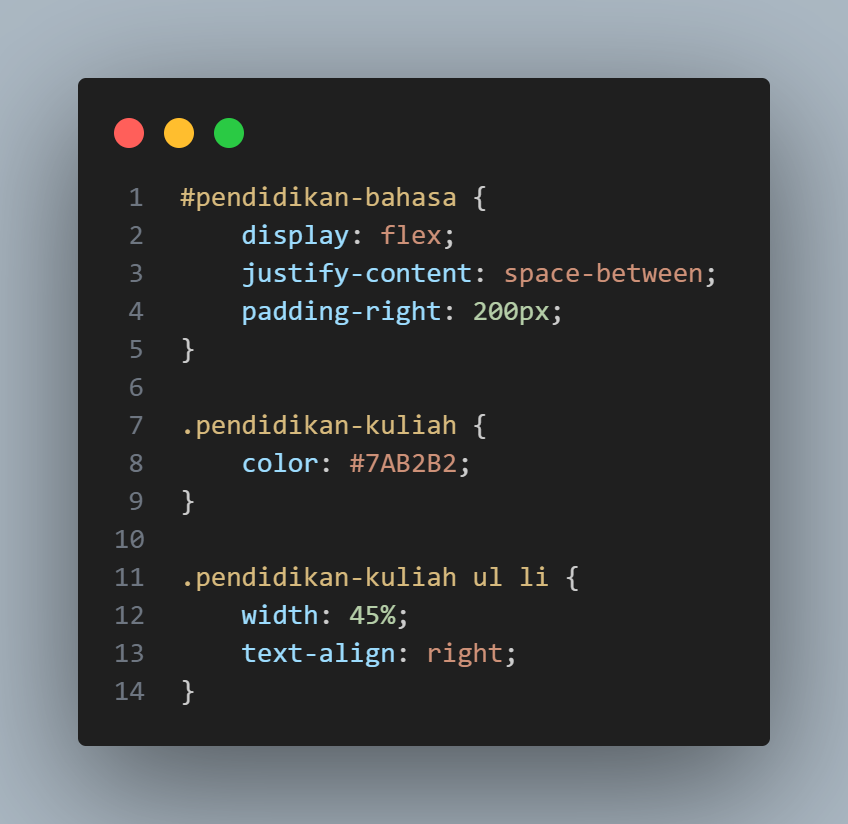 1 #pendidikan-bahasa {
2     display: flex;
3     justify-content: space-between;
4     padding-right: 200px;
5 }
6
7 .pendidikan-kuliah {
8     color: #7AB2B2;
9 }
10
11 .pendidikan-kuliah ul li {
12     width: 45%;
13     text-align: right;
14 }